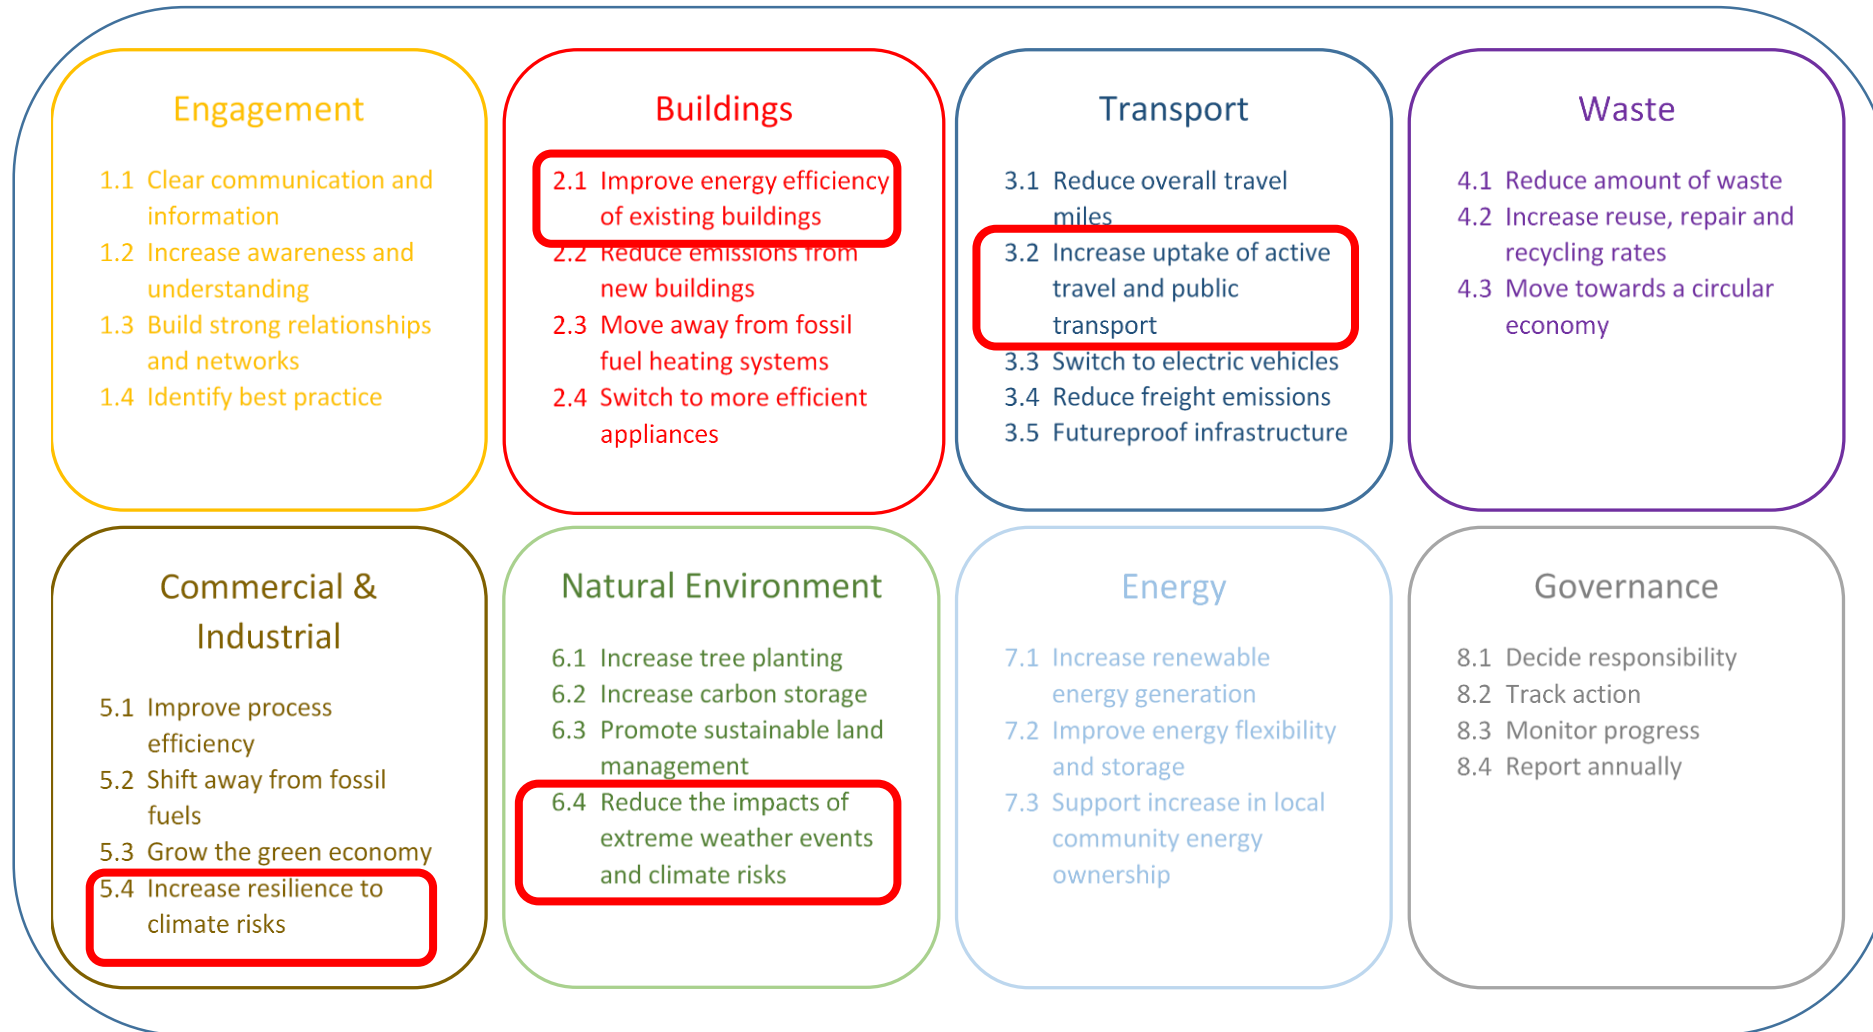 Engagement
1.1 Clear communication and
information
1.2 Increase awareness and
understanding
1.3 Build strong relationships
and networks
1.4 Identify best practice
Buildings
2.1 Improve energy efficiency
of existing buildings
2.2 Reduce emissions from
new buildings
2.3 Move away from fossil
fuel heating systems
2.4 Switch to more efficient
appliances
Transport
3.1 Reduce overall travel
miles
3.2 Increase uptake of active
travel and public
transport
3.3 Switch to electric vehicles
3.4 Reduce freight emissions
3.5 Futureproof infrastructure
Waste
4.1 Reduce amount of waste
4.2 Increase reuse, repair and
recycling rates
4.3 Move towards a circular
economy
Commercial &
Industrial
5.1 Improve process
efficiency
5.2 Shift away from fossil
fuels
5.3 Grow the green economy
5.4 Increase resilience to
climate risks
Natural Environment
6.1 Increase tree planting
6.2 Increase carbon storage
6.3 Promote sustainable land
management
6.4 Reduce the impacts of
extreme weather events
and climate risks
Energy
7.1 Increase renewable
energy generation
7.2 Improve energy flexibility
and storage
7.3 Support increase in local
community energy
ownership
Governance
8.1 Decide responsibility
8.2 Track action
8.3 Monitor progress
8.4 Report annually